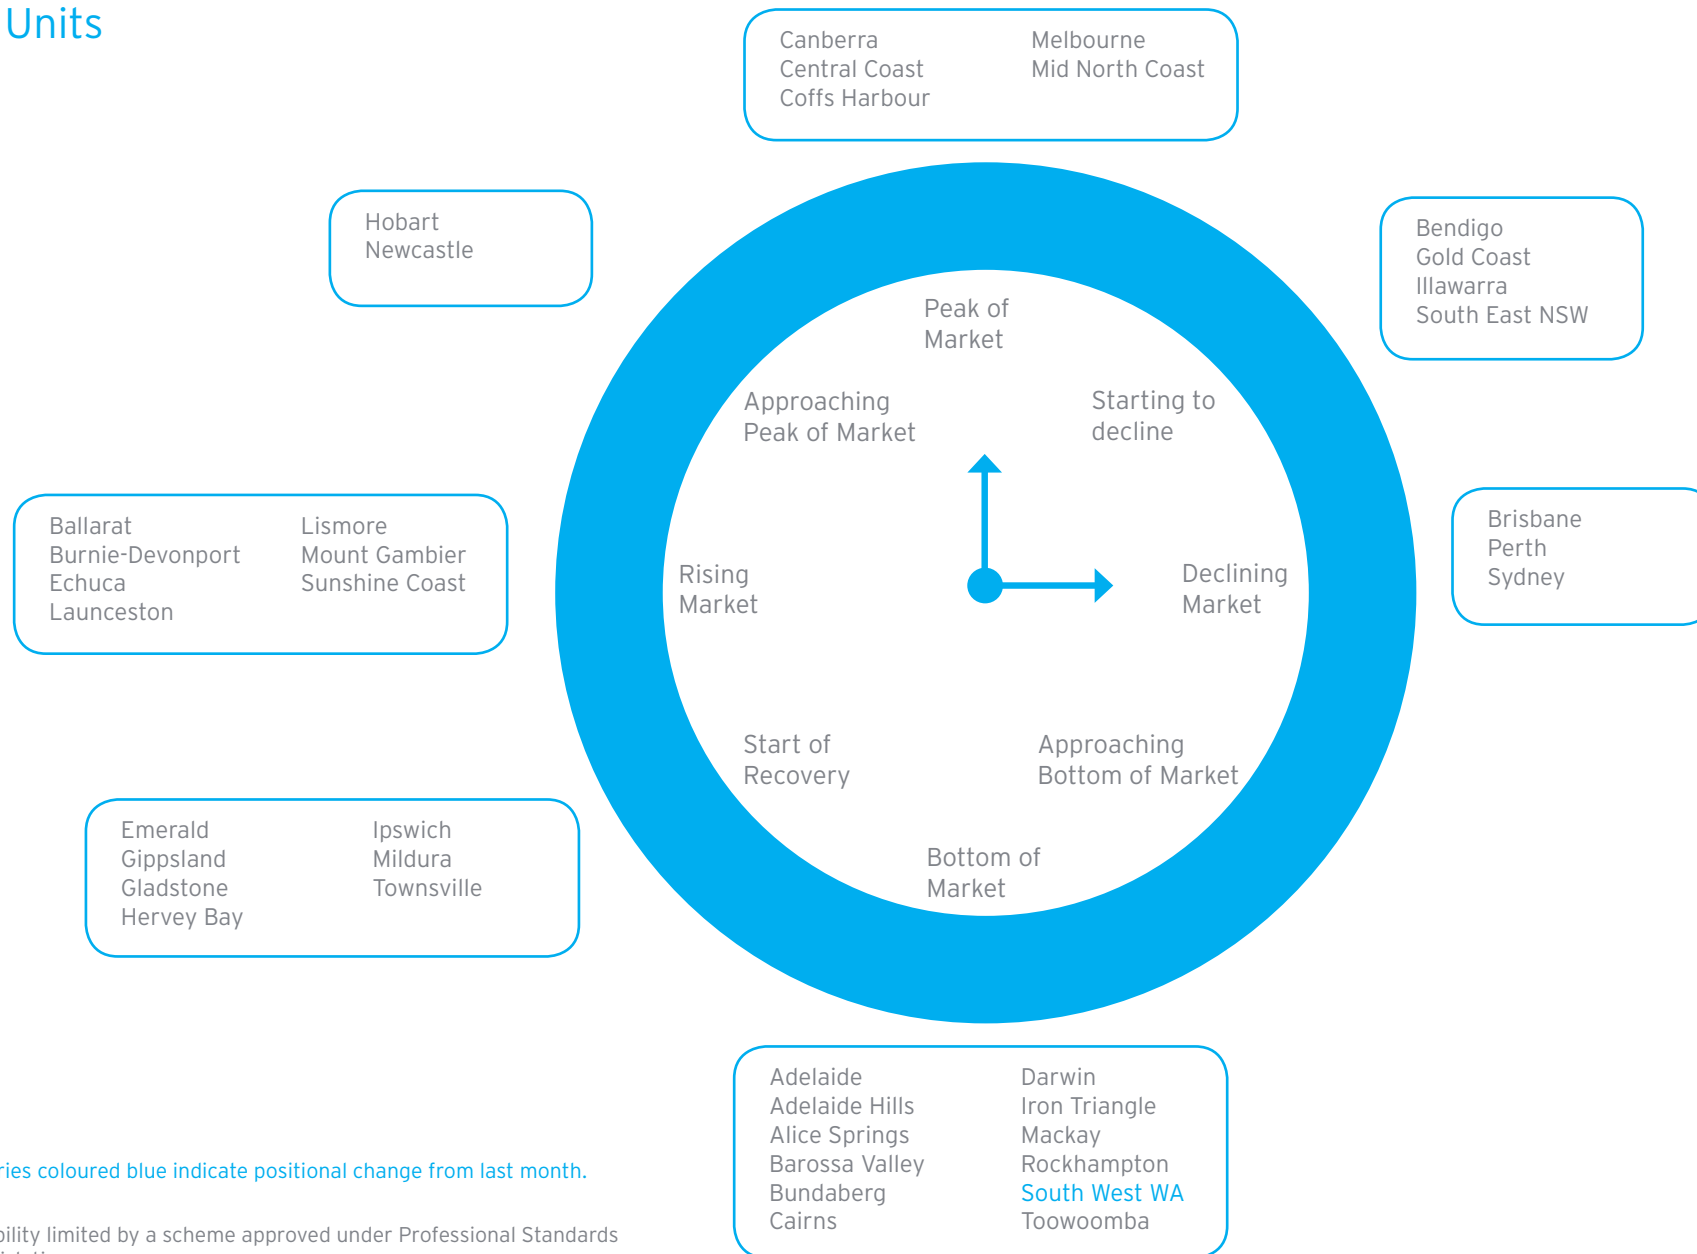 Units
Canberra
Central Coast
Coffs Harbour
Melbourne
Mid North Coast
Hobart
Newcastle
Bendigo
Gold Coast
Illawarra
South East NSW
Peak of
Market
Approaching
Peak of Market
Starting to
decline
Ballarat
Burnie-Devonport
Echuca
Launceston
Lismore
Mount Gambier
Sunshine Coast
Rising
Market
Declining
Market
Brisbane
Perth
Sydney
Start of
Recovery
Approaching
Bottom of Market
Emerald
Gippsland
Gladstone
Hervey Bay
Ipswich
Mildura
Townsville
Bottom of
Market
Adelaide
Adelaide Hills
Alice Springs
Barossa Valley
Bundaberg
Cairns
Darwin
Iron Triangle
Mackay
Rockhampton
South West WA
Toowoomba
coloured blue indicate positional change from last month.
limited by a scheme approved under Professional Standards